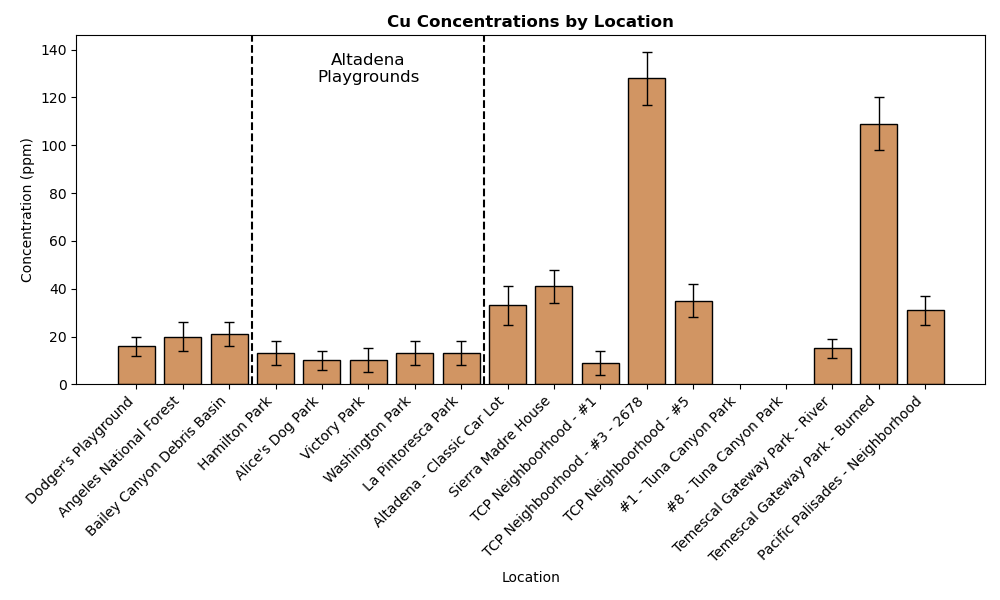 Cu Concentrations by Location
Altadena
Playgrounds
Concentration (ppm)
140
120
100
80
60
40
20
0
Dodger's Playground
Angeles National Forest
Bailey Canyon Debris Basin
Hamilton Park
Alice's Dog Park
Victory Park
Washington Park
La Pintoresca Park
Altadena - Classic Car Lot
Sierra Madre House
TCP Neighboorhood - #1
TCP Neighboorhood - #3 - 2678
TCP Neighboorhood - #5
#1 - Tuna Canyon Park
#8 - Tuna Canyon Park
Temescal Gateway Park - River
Temescal Gateway Park - Burned
Pacific Palisades - Neighborhood
Location